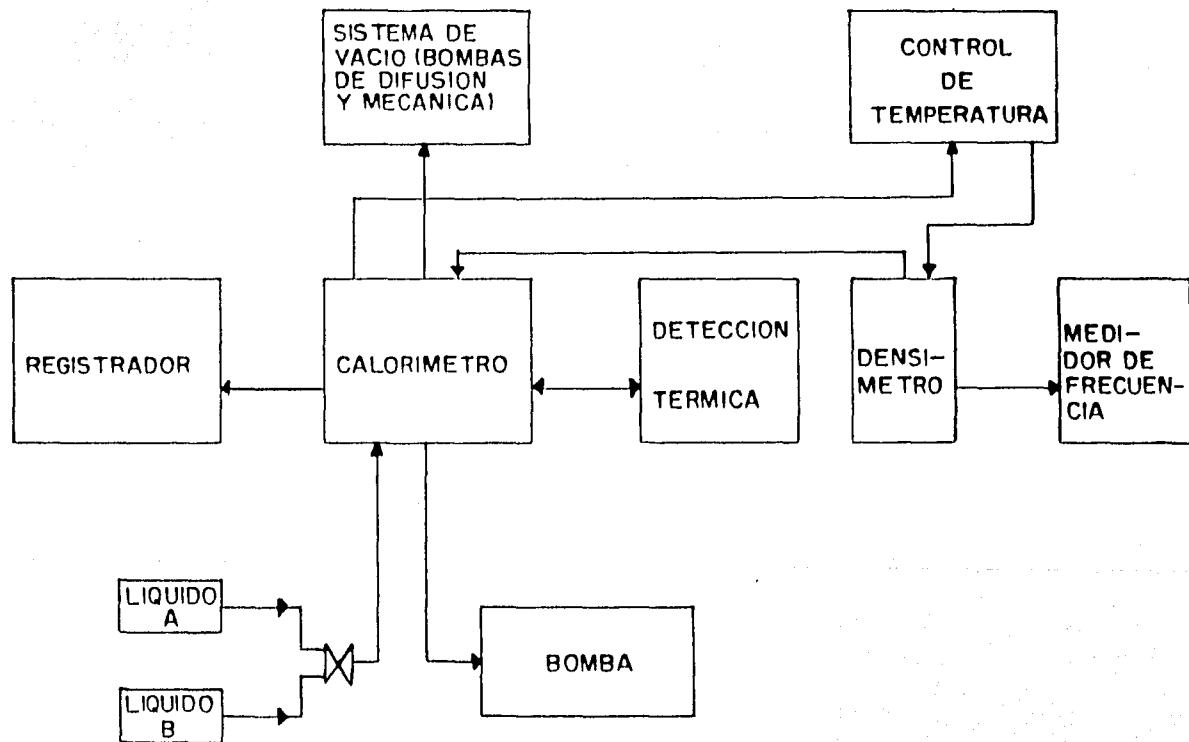 SISTEMA DE
VACIO (BOMBAS
DE DIFUSION
Y MECANICA)
CONTROL
DE
TEMPERATURA
REGISTRADOR
CALORIMETRO
DETECCION
TERMICA
DENSI-
METRO
MEDI-
DOR DE
FRECUEN-
CIA
LIQUIDO
A
BOMBA
LIQUIDO
B